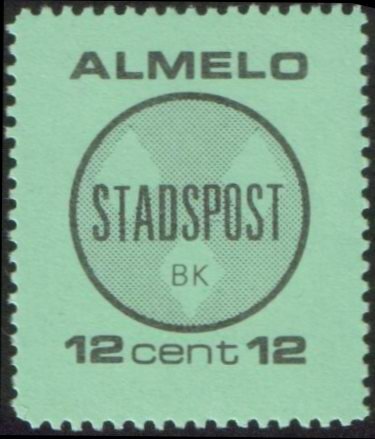 ALMELO
STADSPOST
BK
12 cent 12